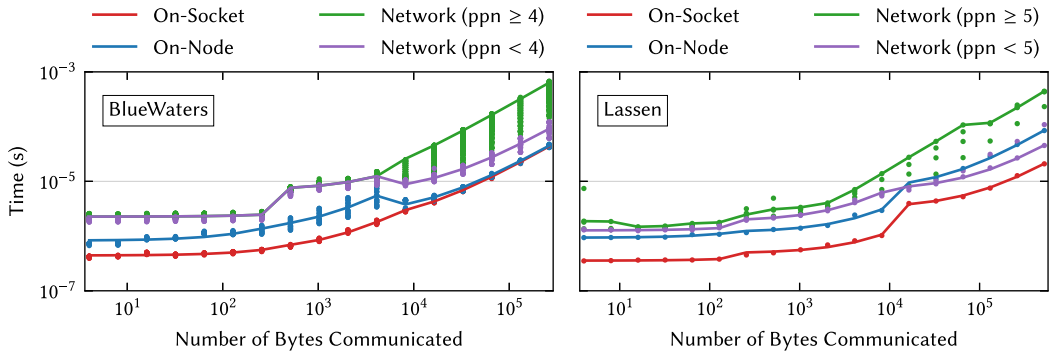 On-Socket
Network (ppn ≥ 4)
On-Node
Network (ppn < 4)
On-Socket
Network (ppn ≥ 5)
On-Node
Network (ppn < 5)
10⁻³
10⁻⁵
10⁻⁷
Time (s)
BlueWaters
10¹
10²
10³
10⁴
10⁵
Number of Bytes Communicated
Lassen
10¹
10²
10³
10⁴
10⁵
Number of Bytes Communicated